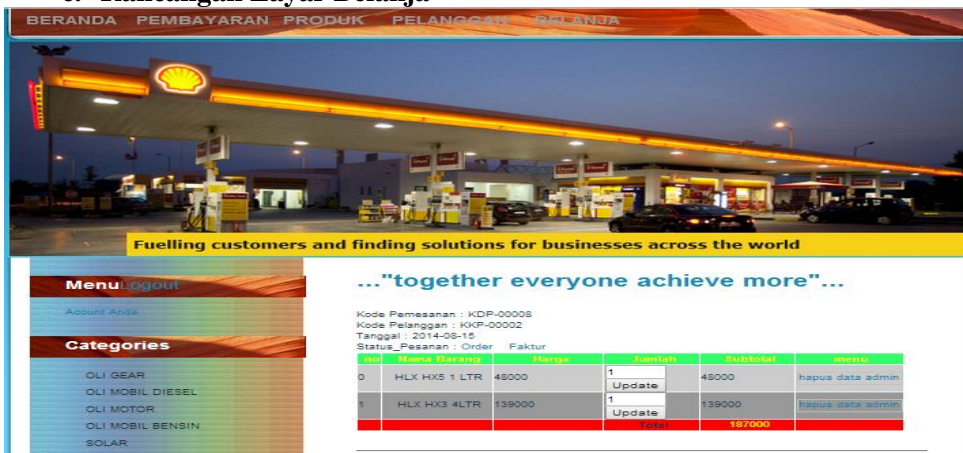 BERANDA PEMBAYARAN PRODUK PELANGGAN BELANJA
Fuelling customers and finding solutions for businesses across the world
MenuLogout
Acount Anda
Categories
OLI GEAR
OLI MOBIL DIESEL
OLI MOTOR
OLI MOBIL BENSIN
SOLAR
..."together everyone achieve more"...
Kode Pemesanan : KDP-00008
Kode Pelanggan : KKP-00002
Tanggal : 2014-08-15
Status_Pesanan : Order Faktur
no Nama Barang Harga Jumlah Subtotal menu
0 HLX HX5 1 LTR 48000 1 Update 48000 hapus data admin
1 HLX HX3 4LTR 139000 1 Update 139000 hapus data admin
Total 187000